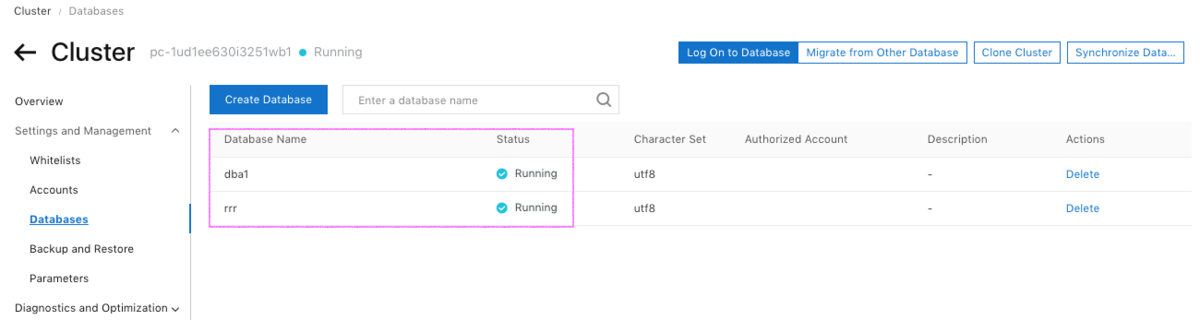 Cluster / Databases
Cluster pc-1ud1ee630i3251wb1 Running
Log On to Database Migrate from Other Database Clone Cluster Synchronize Data...
Overview
Settings and Management
Whitelists
Accounts
Databases
Backup and Restore
Parameters
Diagnostics and Optimization
Create Database Enter a database name
Database Name Status Character Set Authorized Account Description Actions
dba1 Running utf8 - Delete
rrr Running utf8 - Delete